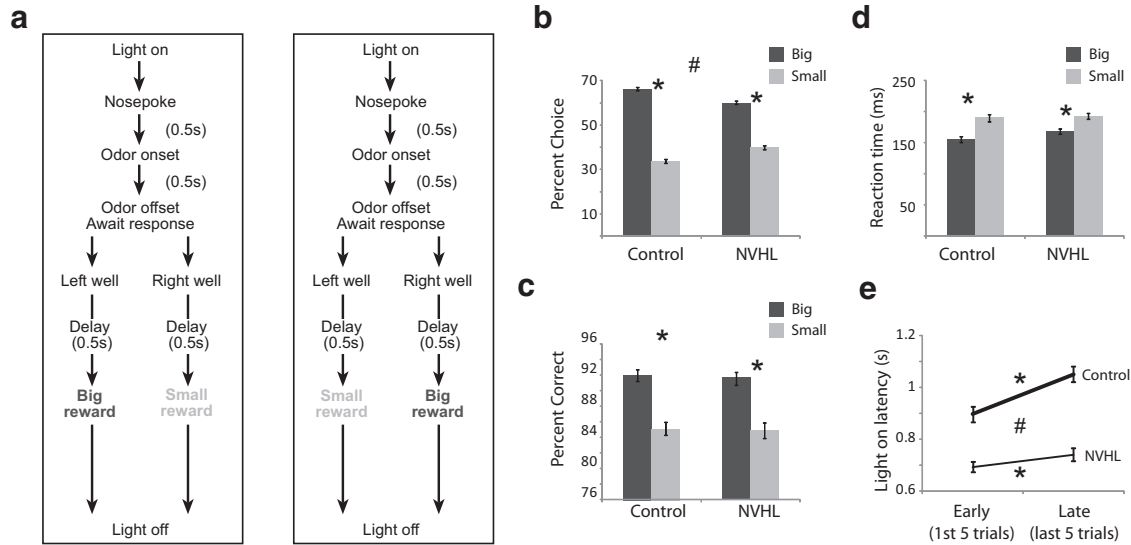 a
Light on
Nosepoke
(0.5s)
Odor onset
(0.5s)
Odor offset
Await response
Left well
Right well
Delay
(0.5s)
Delay
(0.5s)
Big
reward
Small
reward
Light off
Light on
Nosepoke
(0.5s)
Odor onset
(0.5s)
Odor offset
Await response
Left well
Right well
Delay
(0.5s)
Delay
(0.5s)
Small
reward
Big
reward
Light off
b
Big
Small
Percent Choice
70
50
30
10
* # *
Control NVHL
c
Big
Small
Percent Correct
96
92
88
84
80
76
* *
Control NVHL
d
Big
Small
Reaction time (ms)
250
150
50
* *
Control NVHL
e
Light on latency (s)
1.2
1
0.8
0.6
*
Control
#
NVHL
*
Early Late
(1st 5 trials) (last 5 trials)